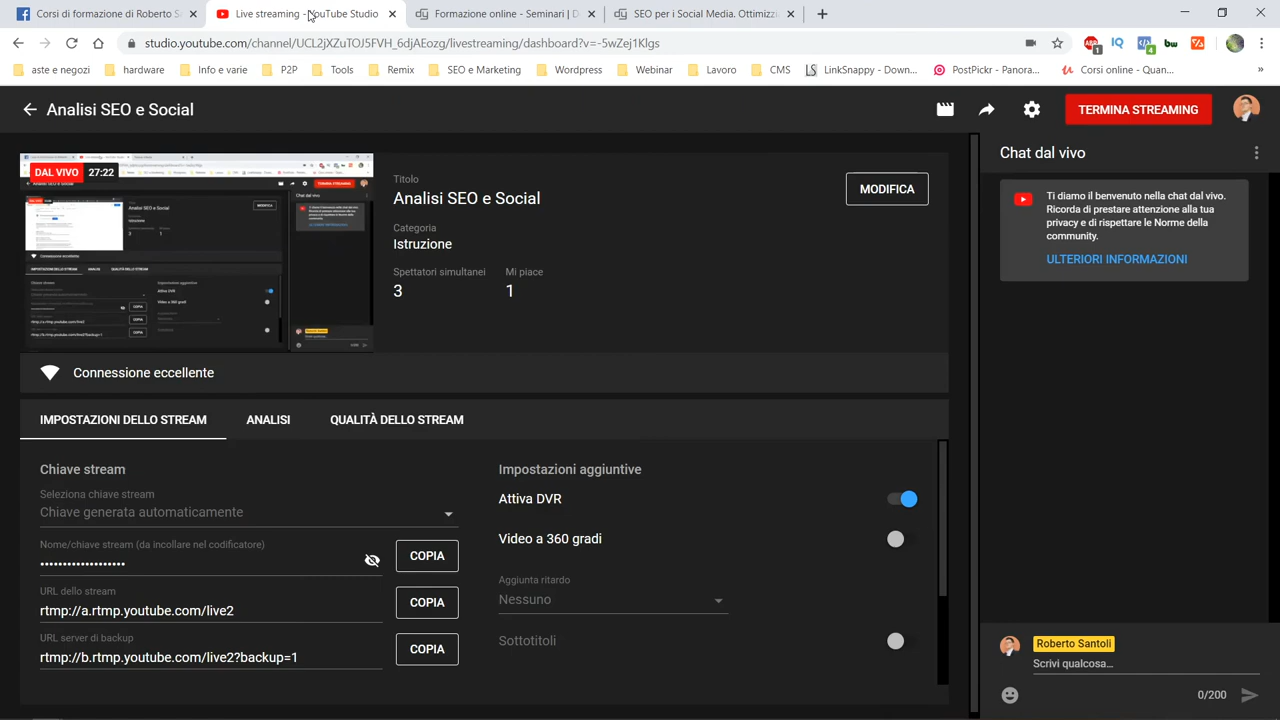 Corsi di formazione di Roberto S
Live streaming - YouTube Studio
Formazione online - Seminari | D
SEO per i Social Media. Ottimizz
studio.youtube.com/channel/UCL2jXZuTOJ5FVH_6djAEozg/livestreaming/dashboard?v=-5wZej1Klgs
aste e negozi
hardware
Info e varie
P2P
Tools
Remix
SEO e Marketing
Wordpress
Webinar
Lavoro
CMS
LinkSnappy - Down...
PostPickr - Panora...
Corsi online - Quan...
»
Analisi SEO e Social
TERMINA STREAMING
DAL VIVO 27:22
Titolo
Analisi SEO e Social
MODIFICA
Categoria
Istruzione
Spettatori simultanei
Mi piace
3
1
Connessione eccellente
IMPOSTAZIONI DELLO STREAM
ANALISI
QUALITÀ DELLO STREAM
Chiave stream
Seleziona chiave stream
Chiave generata automaticamente
Nome/chiave stream (da incollare nel codificatore)
••••••••••••••••••
COPIA
URL dello stream
rtmp://a.rtmp.youtube.com/live2
COPIA
URL server di backup
rtmp://b.rtmp.youtube.com/live2?backup=1
COPIA
Impostazioni aggiuntive
Attiva DVR
Video a 360 gradi
Aggiunta ritardo
Nessuno
Sottotitoli
Chat dal vivo
Ti diamo il benvenuto nella chat dal vivo.
Ricorda di prestare attenzione alla tua
privacy e di rispettare le Norme della
community.
ULTERIORI INFORMAZIONI
Roberto Santoli
Scrivi qualcosa...
0/200